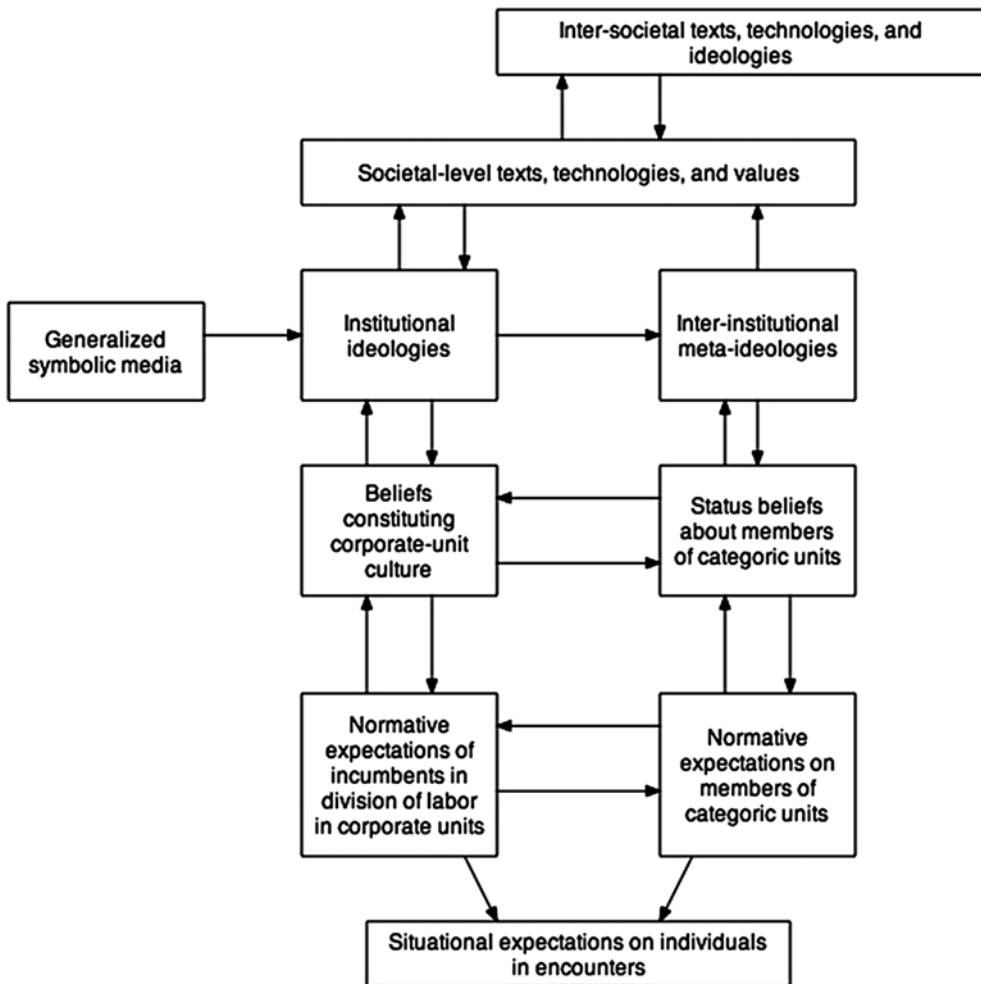 Inter-societal texts, technologies, and
ideologies
Societal-level texts, technologies, and values
Generalized
symbolic media
Institutional
ideologies
Inter-institutional
meta-ideologies
Beliefs
constituting
corporate-unit
culture
Status beliefs
about members
of categoric units
Normative
expectations of
incumbents in
division of labor
in corporate units
Normative
expectations on
members of
categoric units
Situational expectations on individuals
in encounters